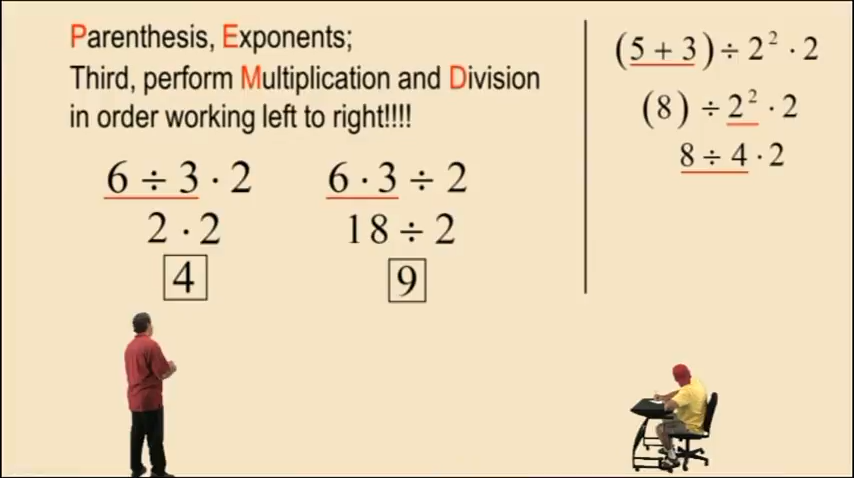 Parenthesis, Exponents;
Third, perform Multiplication and Division
in order working left to right!!!!
6 ÷ 3 · 2
2 · 2
4
6 · 3 ÷ 2
18 ÷ 2
9
(5 + 3) ÷ 2² · 2
(8) ÷ 2² · 2
8 ÷ 4 · 2